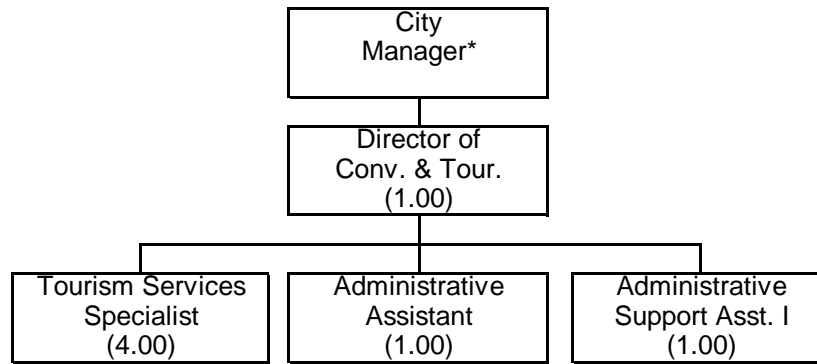 City
Manager*
Director of
Conv. & Tour.
(1.00)
Tourism Services
Specialist
(4.00)
Administrative
Assistant
(1.00)
Administrative
Support Asst. I
(1.00)